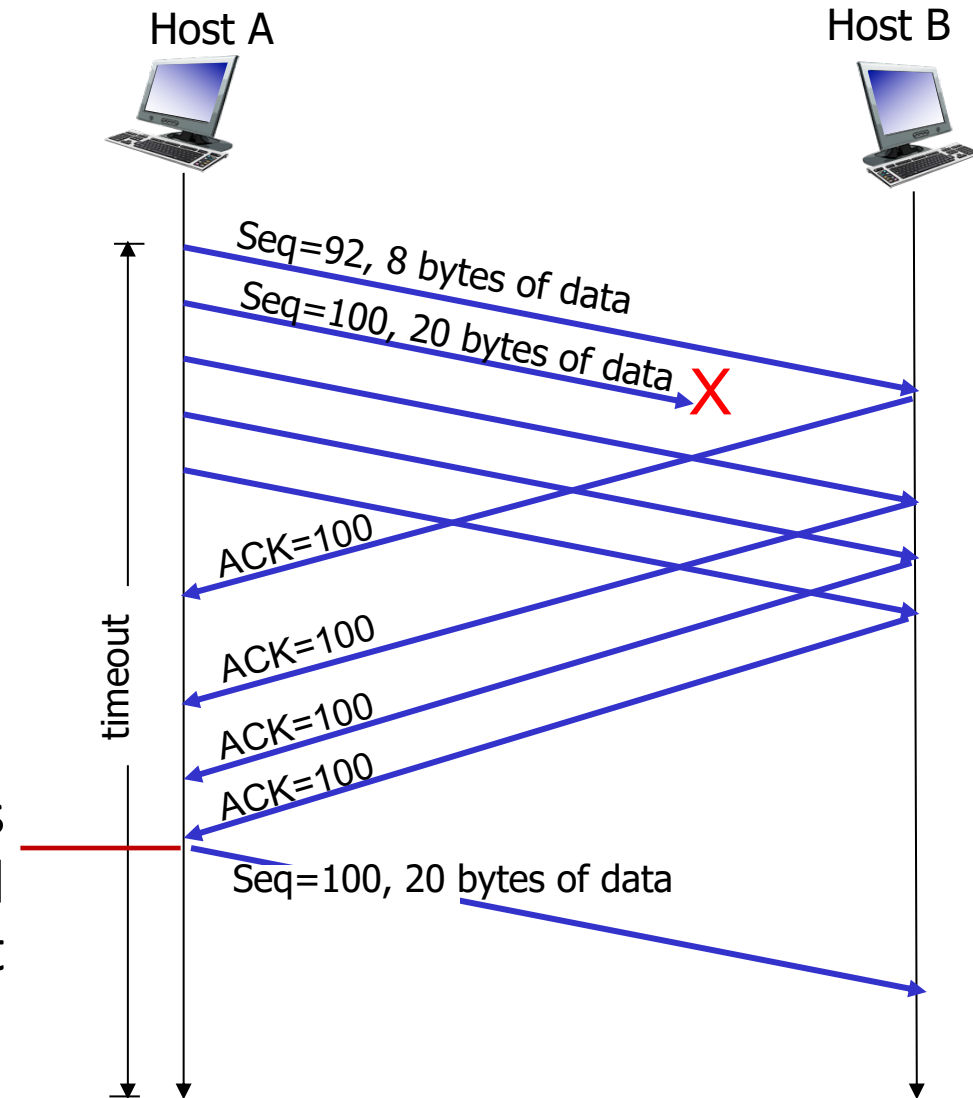 Host A
Host B
Seq=92, 8 bytes of data
Seq=100, 20 bytes of data
ACK=100
ACK=100
timeout
ACK=100
ACK=100
Seq=100, 20 bytes of data
X